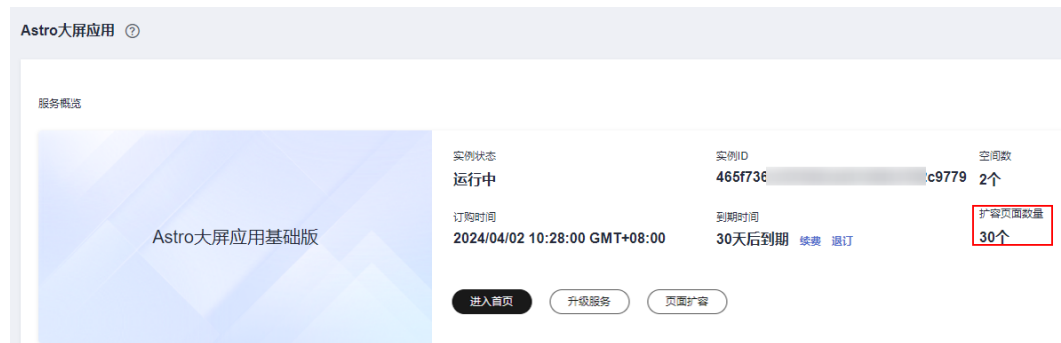 Astro大屏应用
服务概览
Astro大屏应用基础版
实例状态 实例ID 空间数
运行中 465f736 c9779 2个
订购时间 到期时间 扩容页面数量
2024/04/02 10:28:00 GMT+08:00 30天后到期 续费 退订 30个
进入首页 升级服务 页面扩容